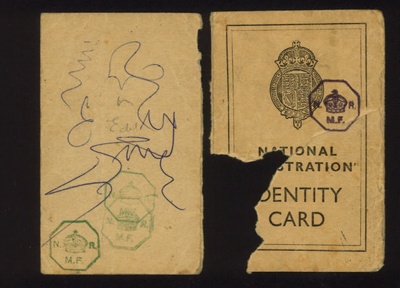 N. R.
M.F.
M.F.
N. R.
M.F.
NATIONAL
STRATION
DENTITY
CARD